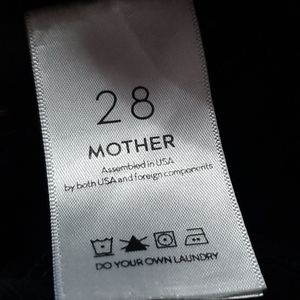 28
MOTHER
Assembled in USA
by both USA and foreign components
DO YOUR OWN LAUNDRY